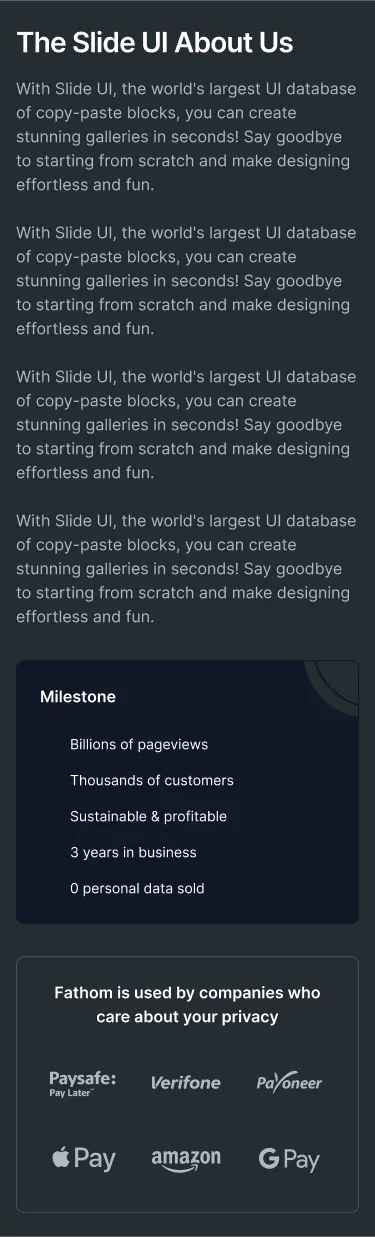 The Slide UI About Us
With Slide UI, the world's largest UI database
of copy-paste blocks, you can create
stunning galleries in seconds! Say goodbye
to starting from scratch and make designing
effortless and fun.
With Slide UI, the world's largest UI database
of copy-paste blocks, you can create
stunning galleries in seconds! Say goodbye
to starting from scratch and make designing
effortless and fun.
With Slide UI, the world's largest UI database
of copy-paste blocks, you can create
stunning galleries in seconds! Say goodbye
to starting from scratch and make designing
effortless and fun.
With Slide UI, the world's largest UI database
of copy-paste blocks, you can create
stunning galleries in seconds! Say goodbye
to starting from scratch and make designing
effortless and fun.
Milestone
Billions of pageviews
Thousands of customers
Sustainable & profitable
3 years in business
0 personal data sold
Fathom is used by companies who
care about your privacy
Paysafe:
Pay Later™
Verifone
Payoneer
Pay
amazon
G Pay